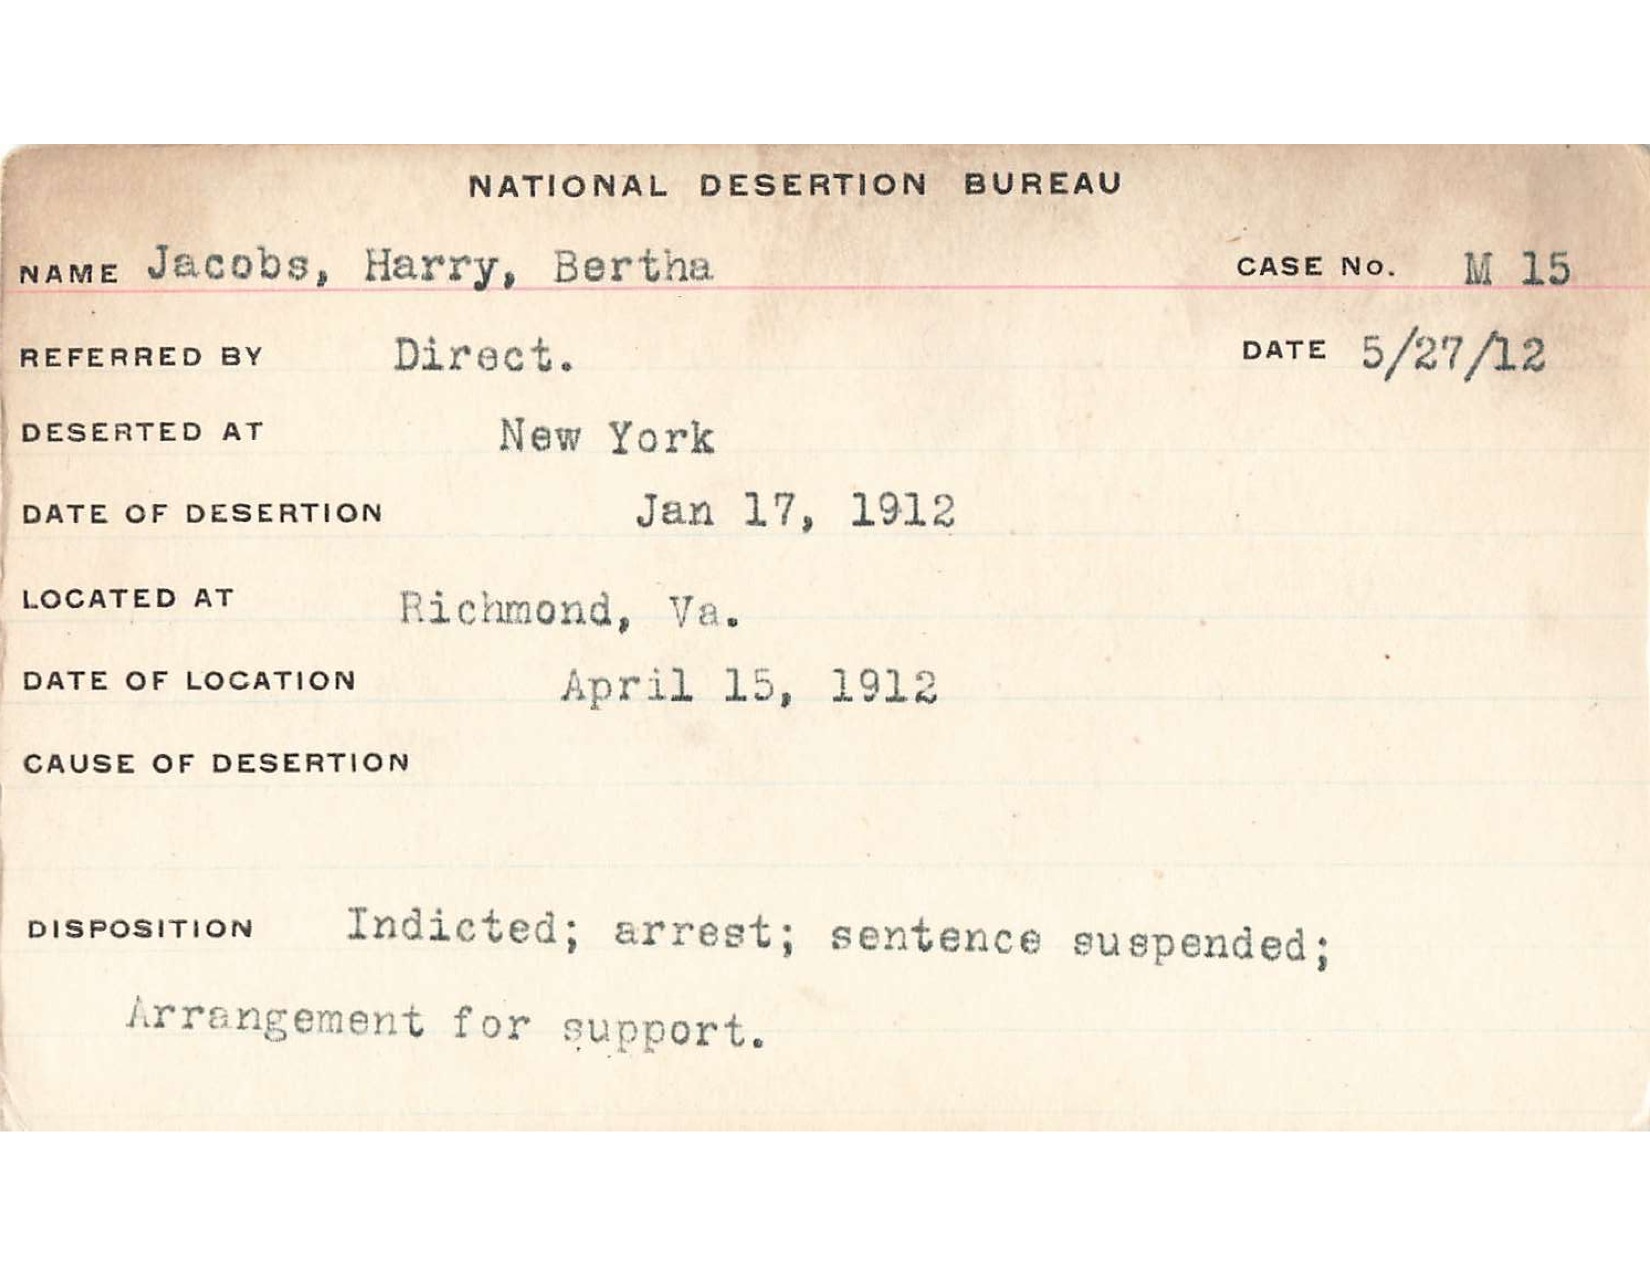 NATIONAL DESERTION BUREAU
NAME Jacobs, Harry, Bertha CASE No. M 15
REFERRED BY Direct. DATE 5/27/12
DESERTED AT New York
DATE OF DESERTION Jan 17, 1912
LOCATED AT Richmond, Va.
DATE OF LOCATION April 15, 1912
CAUSE OF DESERTION
DISPOSITION Indicted; arrest; sentence suspended;
Arrangement for support.